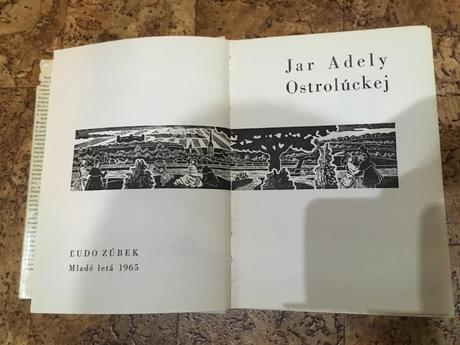 Jar Adely
Ostrolúckej
ĽUDO ZÚBEK
Mladé letá 1965